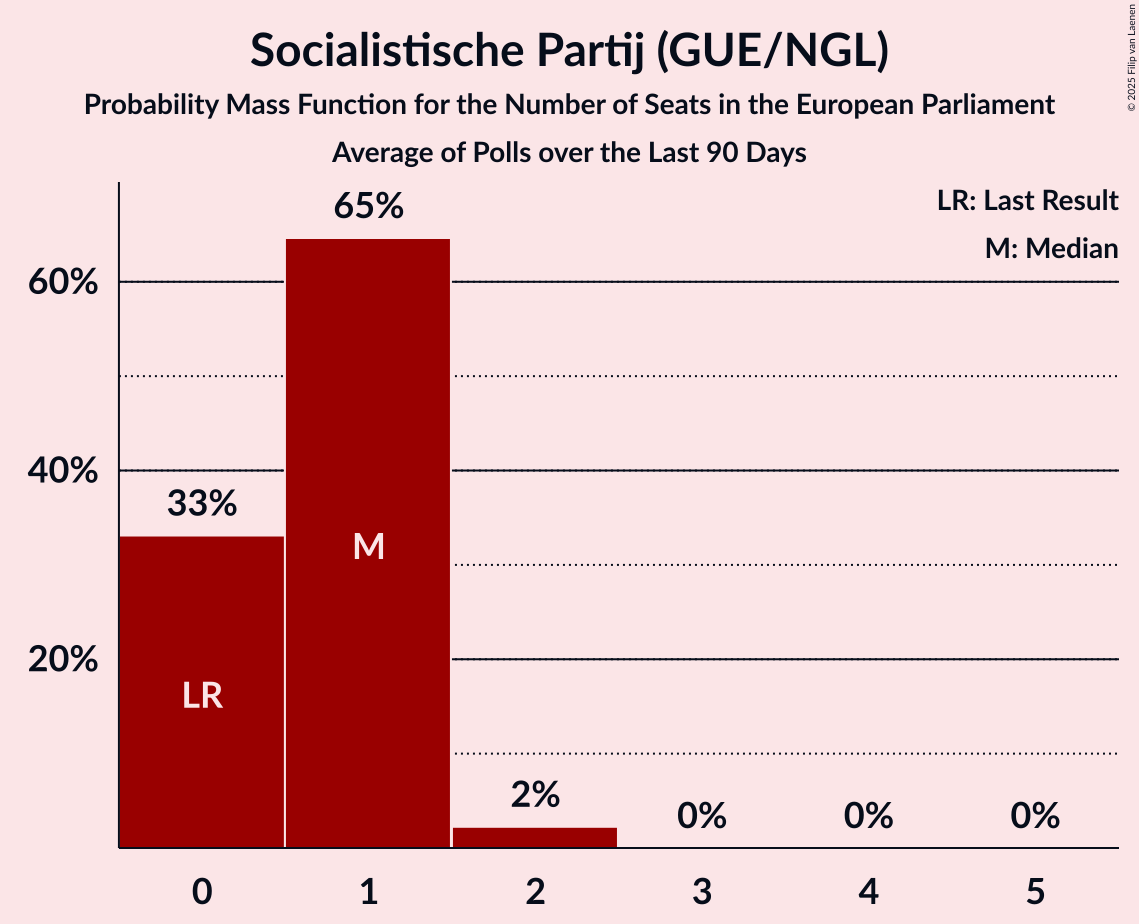 Socialistische Partij (GUE/NGL)
Probability Mass Function for the Number of Seats in the European Parliament
Average of Polls over the Last 90 Days
© 2025 Filip van Laenen
LR: Last Result
M: Median
65%
60%
40%
33%
M
20%
LR
2%
0%
0%
0%
0
1
2
3
4
5